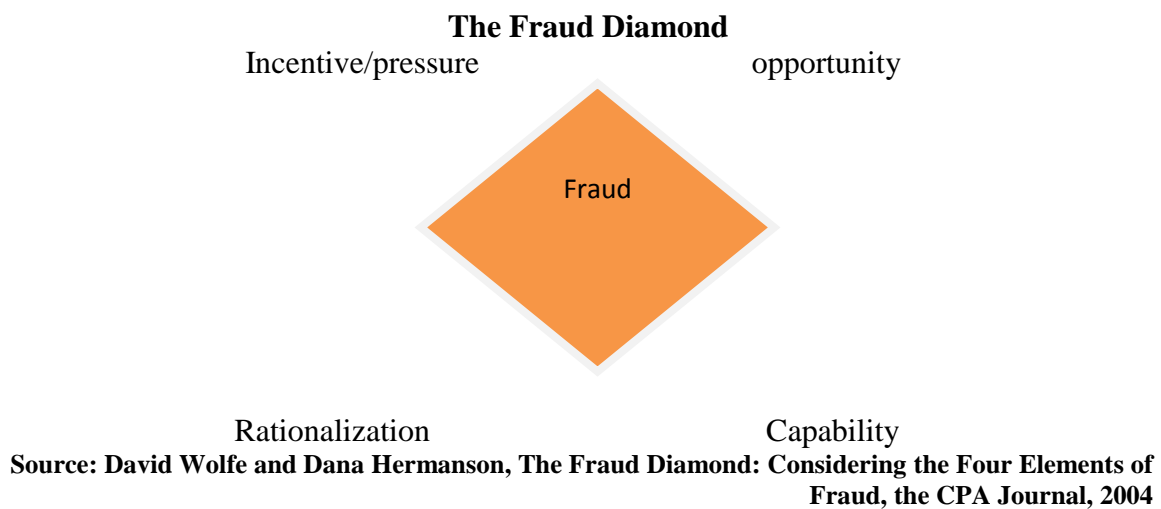 The Fraud Diamond
Incentive/pressure opportunity
Fraud
Rationalization Capability
Source: David Wolfe and Dana Hermanson, The Fraud Diamond: Considering the Four Elements of
Fraud, the CPA Journal, 2004